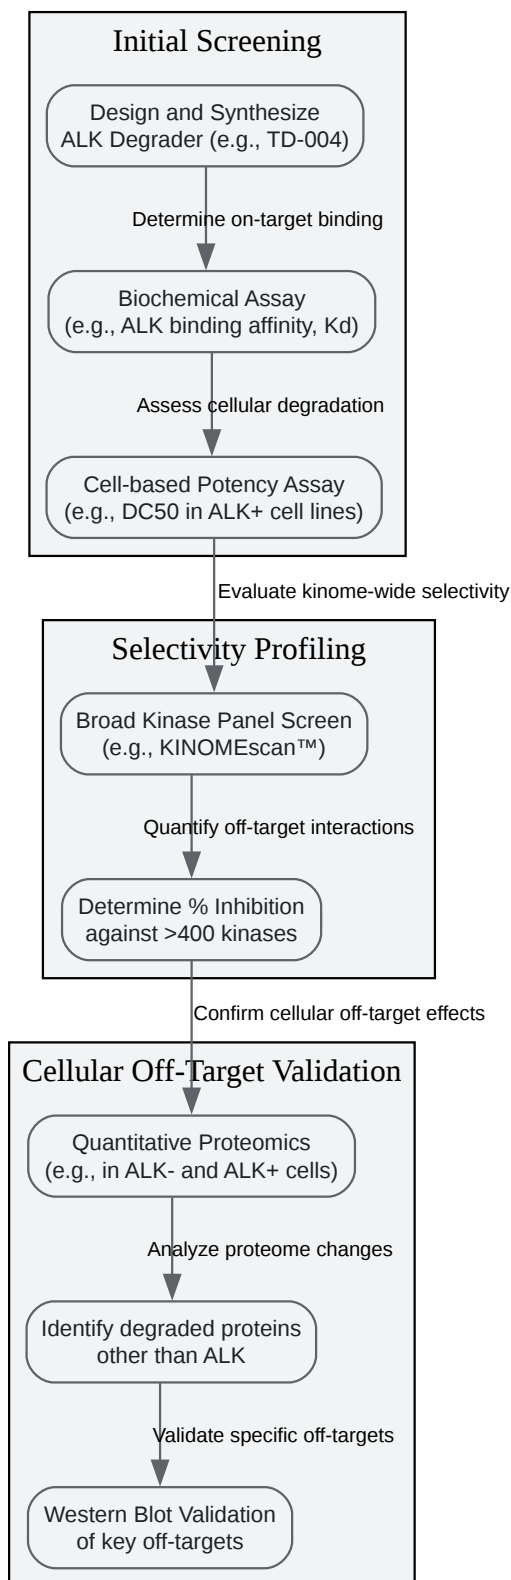 Initial Screening
Design and Synthesize
ALK Degrader (e.g., TD-004)
Determine on-target binding
Biochemical Assay
(e.g., ALK binding affinity, Kd)
Assess cellular degradation
Cell-based Potency Assay
(e.g., DC50 in ALK+ cell lines)
Evaluate kinome-wide selectivity
Selectivity Profiling
Broad Kinase Panel Screen
(e.g., KINOMEscan™)
Quantify off-target interactions
Determine % Inhibition
against >400 kinases
Confirm cellular off-target effects
Cellular Off-Target Validation
Quantitative Proteomics
(e.g., in ALK- and ALK+ cells)
Analyze proteome changes
Identify degraded proteins
other than ALK
Validate specific off-targets
Western Blot Validation
of key off-targets